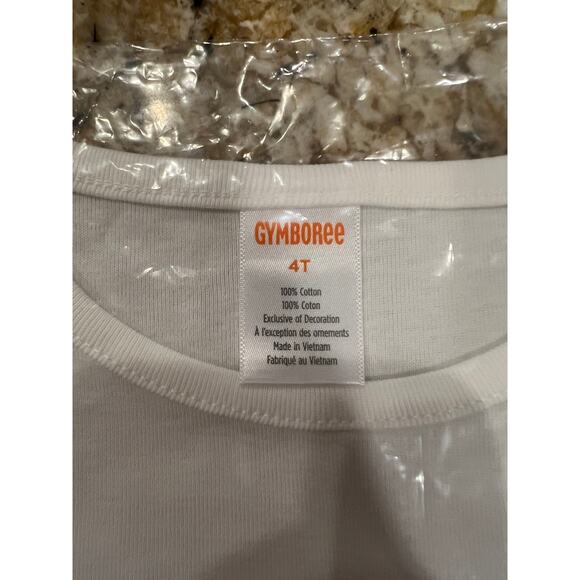 GYMBOREE
4T
100% Cotton
100% Coton
Exclusive of Decoration
À l'exception des ornements
Made in Vietnam
Fabriqué au Vietnam